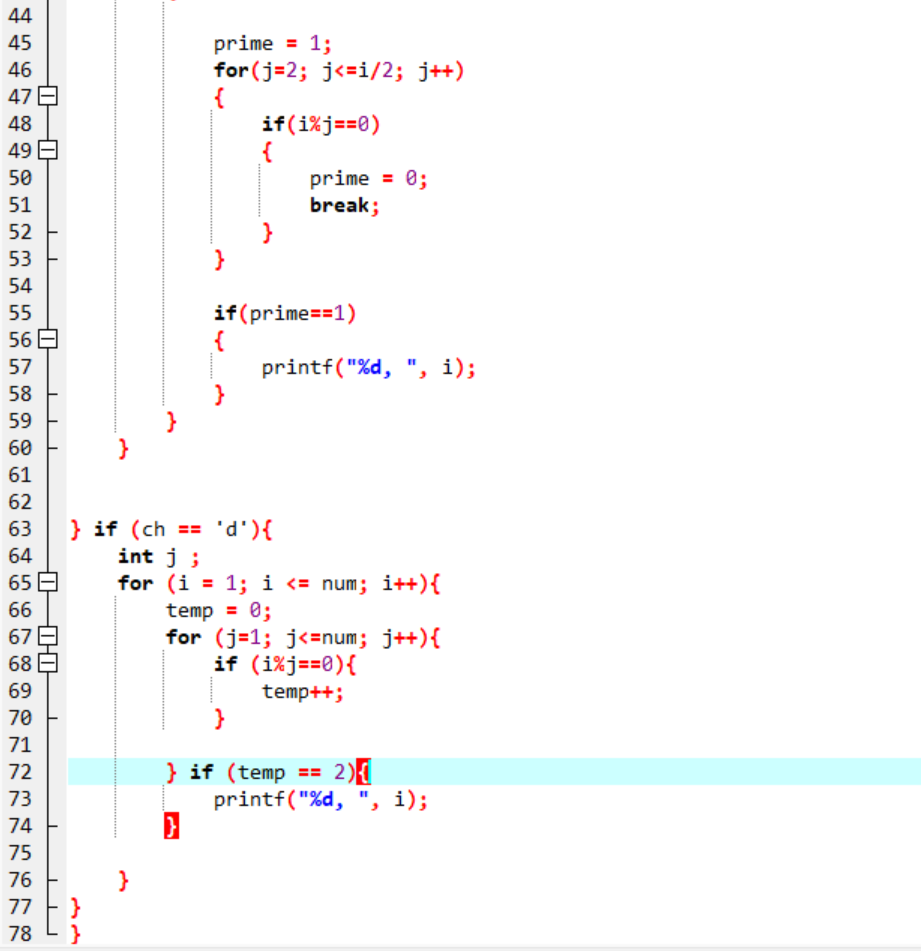 44
45 prime = 1;
46 for(j=2; j<=i/2; j++)
47 {
48 if(i%j==0)
49 {
50 prime = 0;
51 break;
52 }
53 }
54
55 if(prime==1)
56 {
57 printf("%d, ", i);
58 }
59 }
60 }
61
62
63 } if (ch == 'd'){
64 int j ;
65 for (i = 1; i <= num; i++){
66 temp = 0;
67 for (j=1; j<=num; j++){
68 if (i%j==0){
69 temp++;
70 }
71
72 } if (temp == 2){
73 printf("%d, ", i);
74 }
75
76 }
77 }
78 }